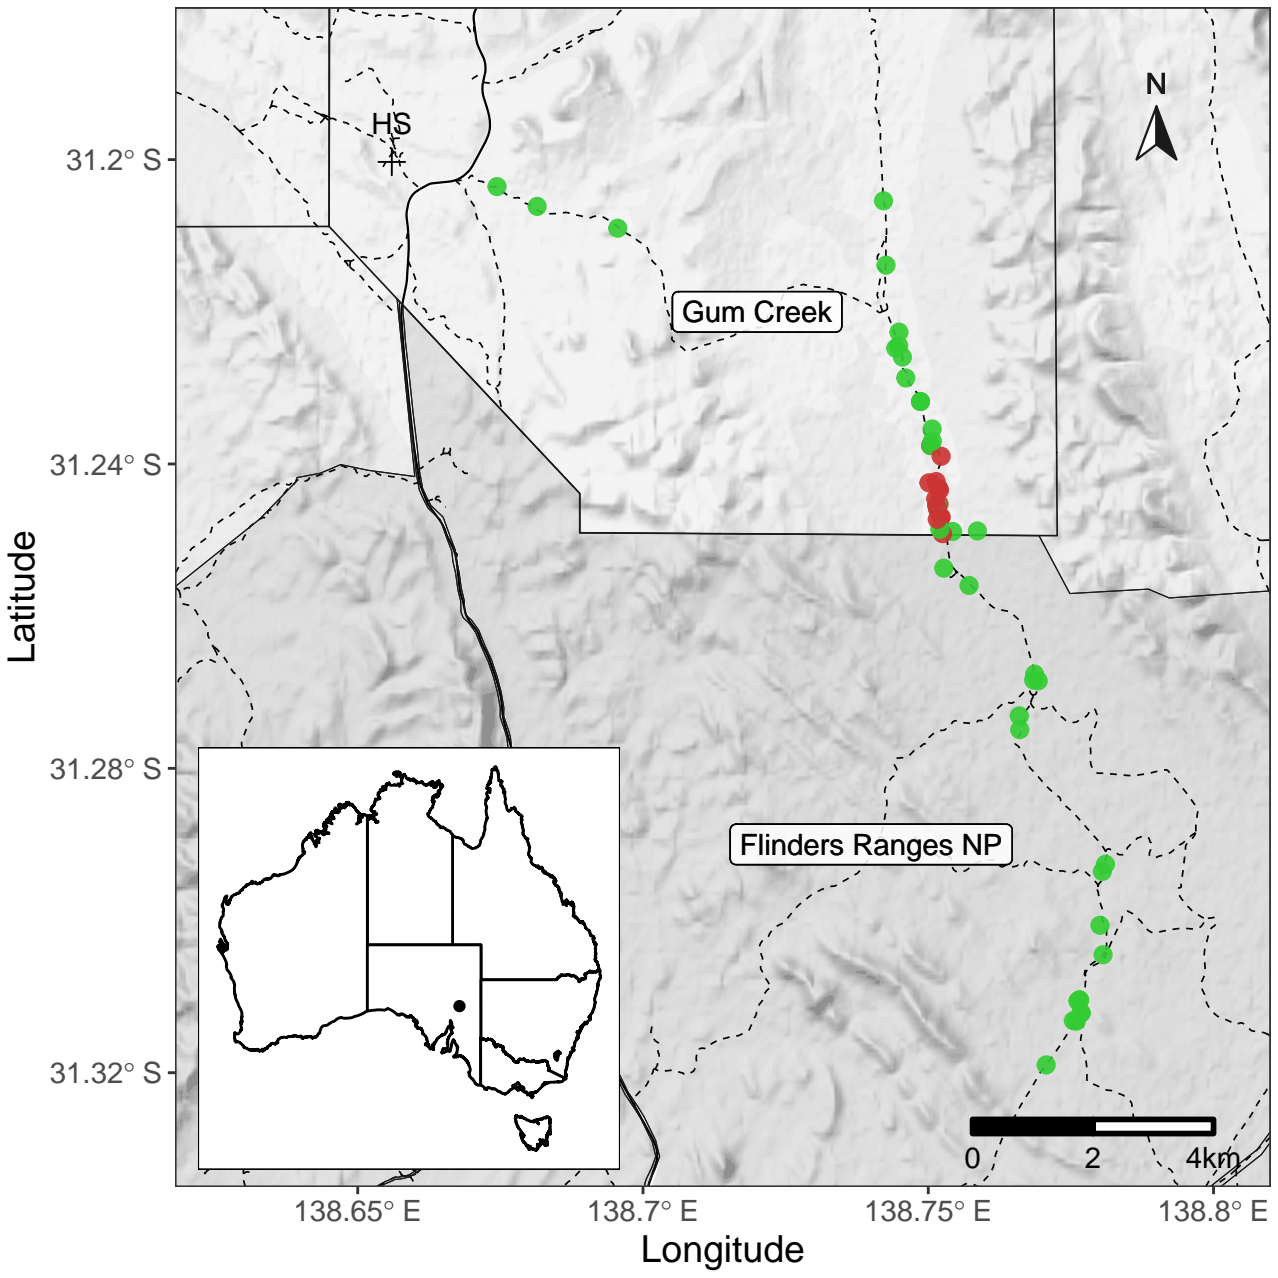 N
HS
31.2° S
Gum Creek
31.24° S
Latitude
31.28° S
Flinders Ranges NP
31.32° S
0 2 4km
138.65° E 138.7° E 138.75° E 138.8° E
Longitude